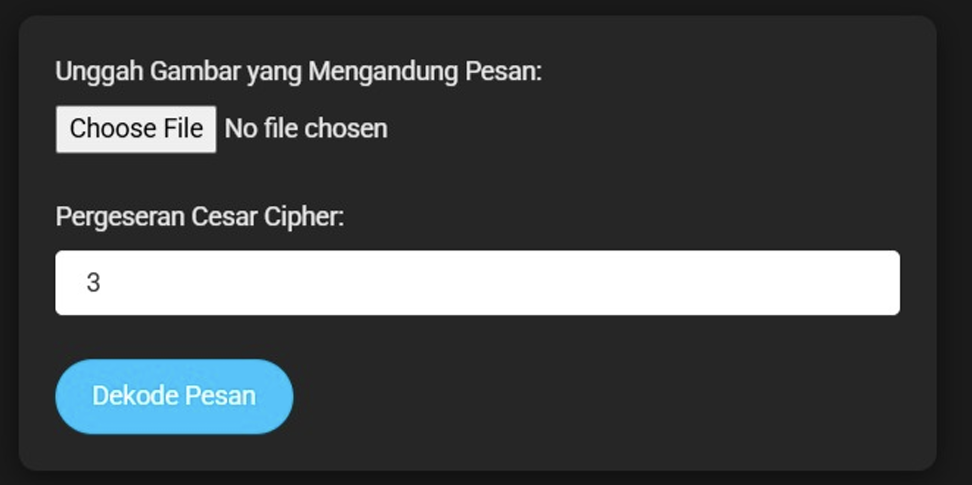 Unggah Gambar yang Mengandung Pesan:
Choose File No file chosen
Pergeseran Cesar Cipher:
3
Dekode Pesan